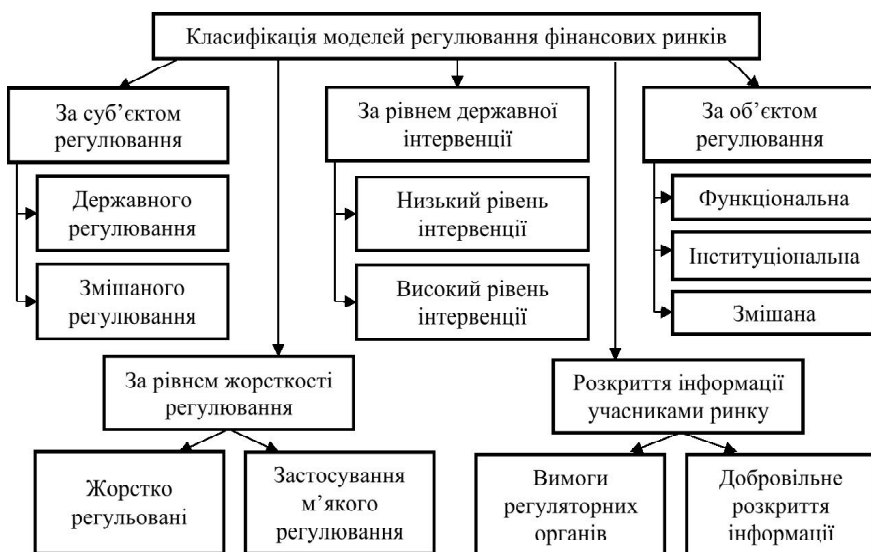 Класифікація моделей регулювання фінансових ринків
За суб’єктом
регулювання
Державного
регулювання
Змішаного
регулювання
За рівнем державної
інтервенції
Низький рівень
інтервенції
Високий рівень
інтервенції
За об’єктом
регулювання
Функціональна
Інституціональна
Змішана
За рівнем жорсткості
регулювання
Жорстко
регульовані
Застосування
м’якого
регулювання
Розкриття інформації
учасниками ринку
Вимоги
регуляторних
органів
Добровільне
розкриття
інформації